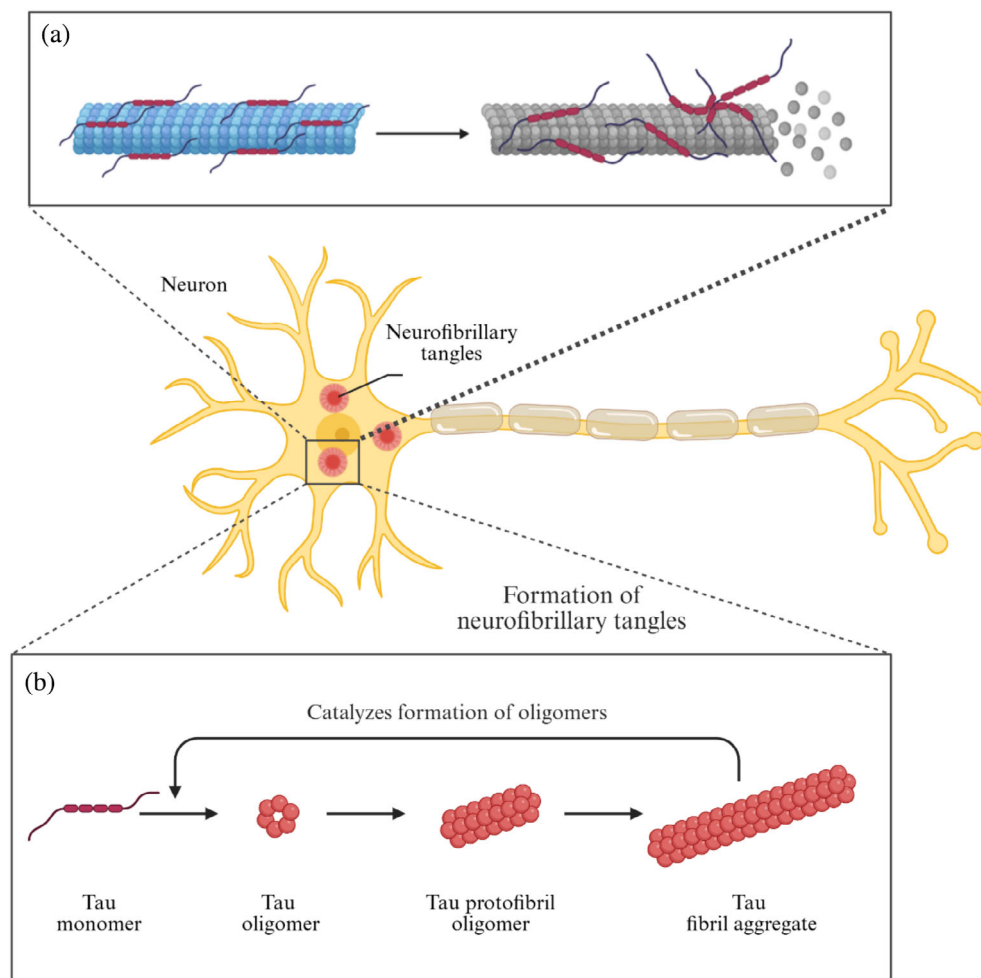 (a)
Neuron
Neurofibrillary
tangles
Formation of
neurofibrillary tangles
(b)
Catalyzes formation of oligomers
Tau
monomer
Tau
oligomer
Tau protofibril
oligomer
Tau
fibril aggregate